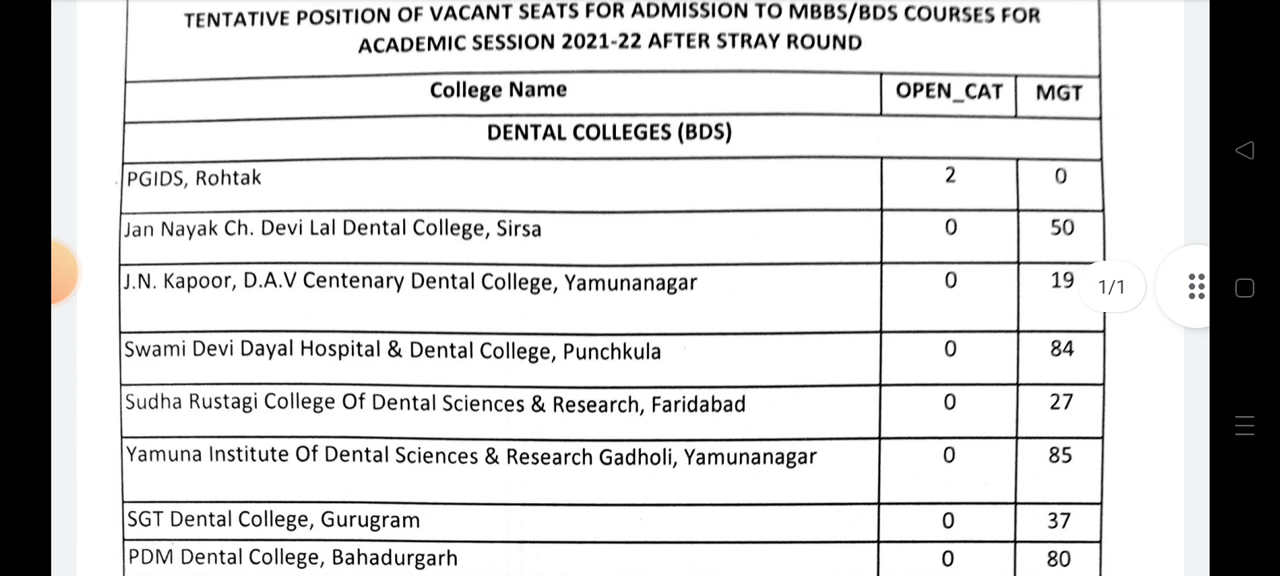 TENTATIVE POSITION OF VACANT SEATS FOR ADMISSION TO MBBS/BDS COURSES FOR
ACADEMIC SESSION 2021-22 AFTER STRAY ROUND
College Name OPEN_CAT MGT
DENTAL COLLEGES (BDS)
PGIDS, Rohtak 2 0
Jan Nayak Ch. Devi Lal Dental College, Sirsa 0 50
J.N. Kapoor, D.A.V Centenary Dental College, Yamunanagar 0 19
1/1
Swami Devi Dayal Hospital & Dental College, Punchkula 0 84
Sudha Rustagi College Of Dental Sciences & Research, Faridabad 0 27
Yamuna Institute Of Dental Sciences & Research Gadholi, Yamunanagar 0 85
SGT Dental College, Gurugram 0 37
PDM Dental College, Bahadurgarh 0 80